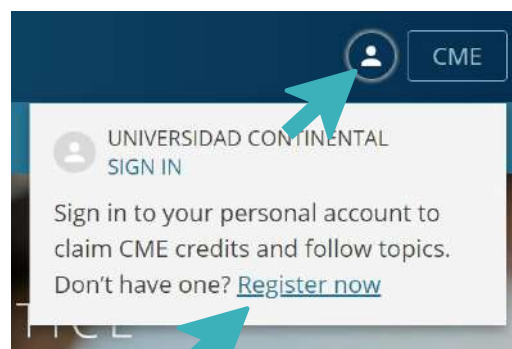 CME
UNIVERSIDAD CONTINENTAL
SIGN IN
Sign in to your personal account to
claim CME credits and follow topics.
Don't have one? Register now
TICE